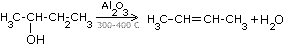 H₃C-CH-CH₂-CH₃ Al₂O₃ H₃C-CH=CH-CH₃ + H₂O
OH 300-400 C